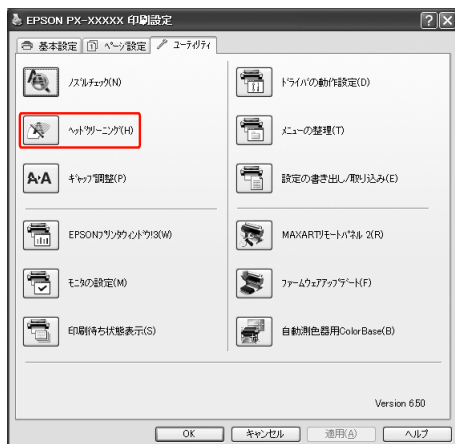 EPSON PX-XXXXX 印刷設定
基本設定 ページ設定 ユーティリティ
ノズルチェック(N)
ヘッドクリーニング(H)
ギャップ調整(P)
EPSONプリンタウィンドウ!3(W)
モニタの設定(M)
印刷待ち状態表示(S)
ドライバの動作設定(D)
メニューの整理(T)
設定の書き出し/取り込み(E)
MAXARTリモートパネル 2(R)
ファームウェアアップデート(F)
自動測色器用ColorBase(B)
Version 6.50
OK キャンセル 適用(A) ヘルプ